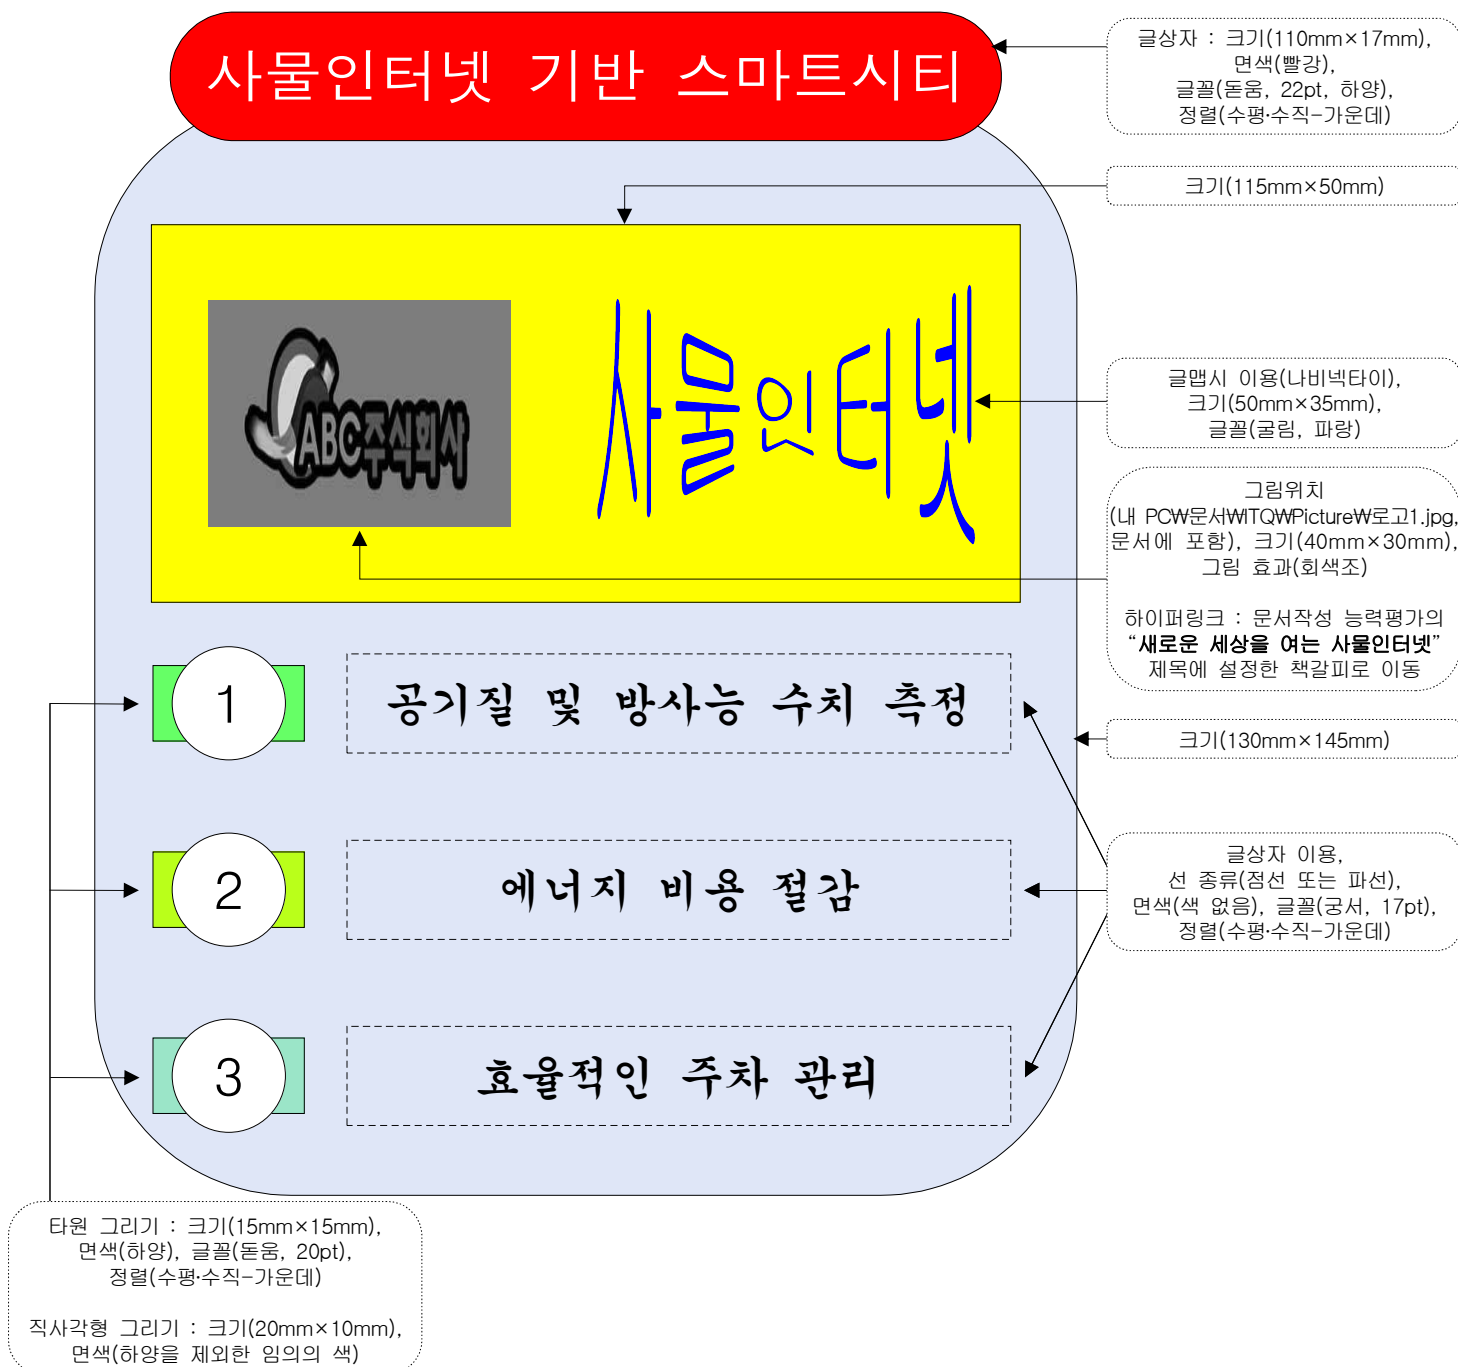 사물인터넷 기반 스마트시티
글상자 : 크기(110mm×17mm),
면색(빨강),
글꼴(돋움, 22pt, 하양),
정렬(수평·수직-가운데)
크기(115mm×50mm)
ABC주식회사
사물인터넷
글맵시 이용(나비넥타이),
크기(50mm×35mm),
글꼴(굴림, 파랑)
그림위치
(내 PC₩문서₩ITQ₩Picture₩로고1.jpg,
문서에 포함), 크기(40mm×30mm),
그림 효과(회색조)
하이퍼링크 : 문서작성 능력평가의
“새로운 세상을 여는 사물인터넷”
제목에 설정한 책갈피로 이동
1
공기질 및 방사능 수치 측정
크기(130mm×145mm)
2
에너지 비용 절감
글상자 이용,
선 종류(점선 또는 파선),
면색(색 없음), 글꼴(궁서, 17pt),
정렬(수평·수직-가운데)
3
효율적인 주차 관리
타원 그리기 : 크기(15mm×15mm),
면색(하양), 글꼴(돋움, 20pt),
정렬(수평·수직-가운데)
직사각형 그리기 : 크기(20mm×10mm),
면색(하양을 제외한 임의의 색)